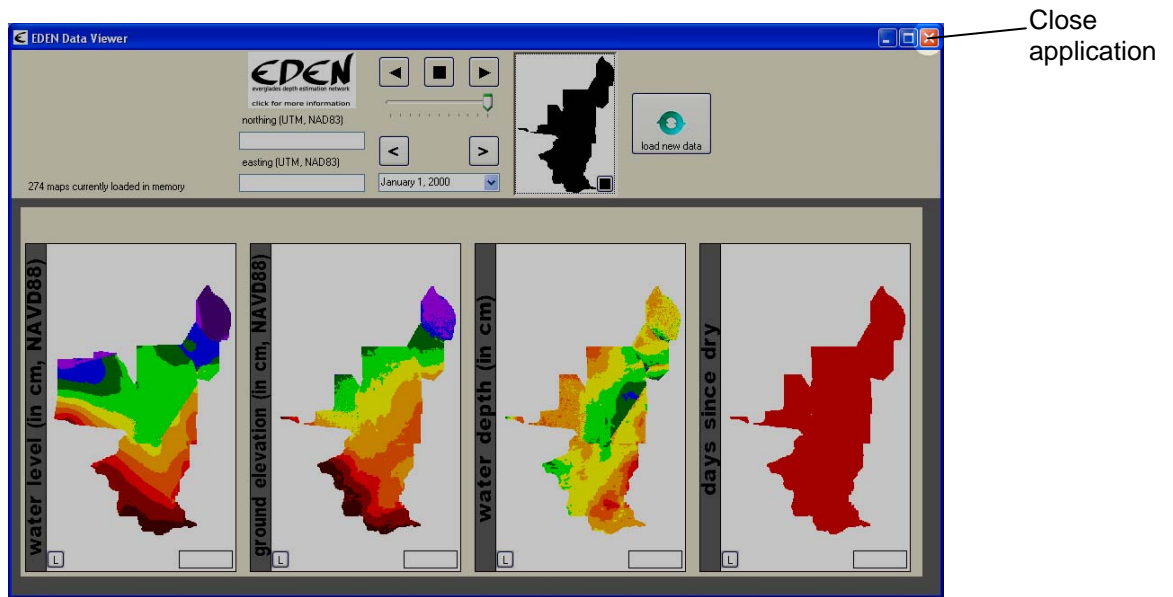 Close
application
EDEN Data Viewer
EDEN
everglades depth estimation network
click for more information
northing (UTM, NAD83)
easting (UTM, NAD83)
274 maps currently loaded in memory
<
>
January 1, 2000
load new data
water level (in cm, NAVD88)
L
ground elevation (in cm, NAVD88)
L
water depth (in cm)
L
days since dry
L